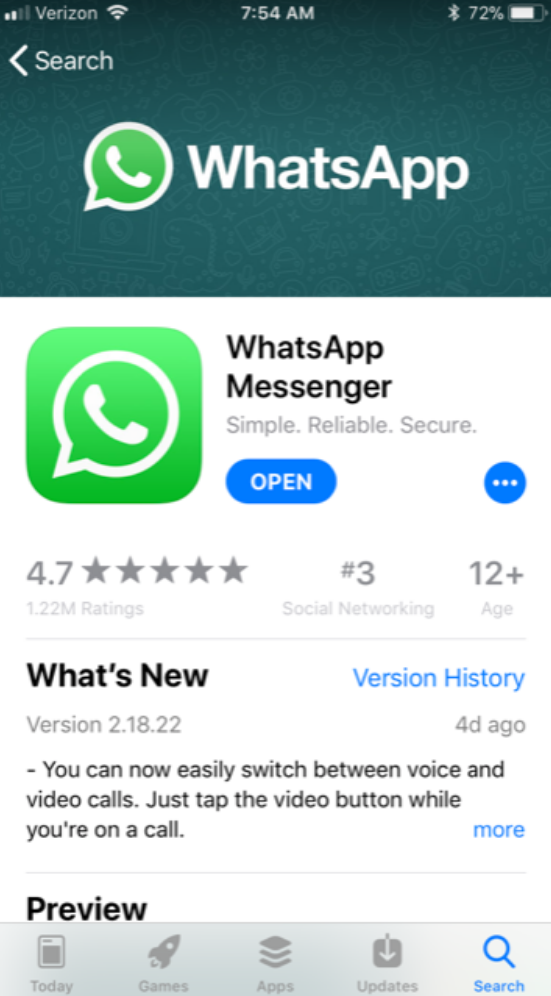 Verizon 7:54 AM 72%
Search
WhatsApp
WhatsApp
Messenger
Simple. Reliable. Secure.
OPEN
4.7 #3 12+
1.22M Ratings Social Networking Age
What's New Version History
Version 2.18.22 4d ago
- You can now easily switch between voice and
video calls. Just tap the video button while
you're on a call. more
Preview
Today Games Apps Updates Search